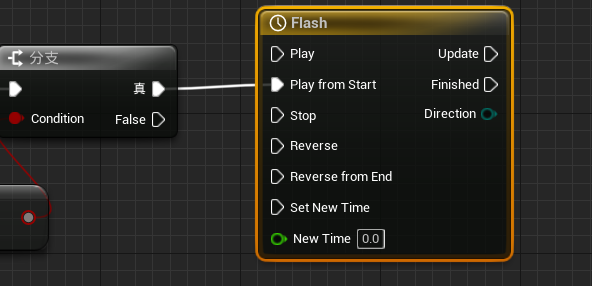 分支
真
Condition
False
Flash
Play
Update
Play from Start
Finished
Stop
Direction
Reverse
Reverse from End
Set New Time
New Time 0.0